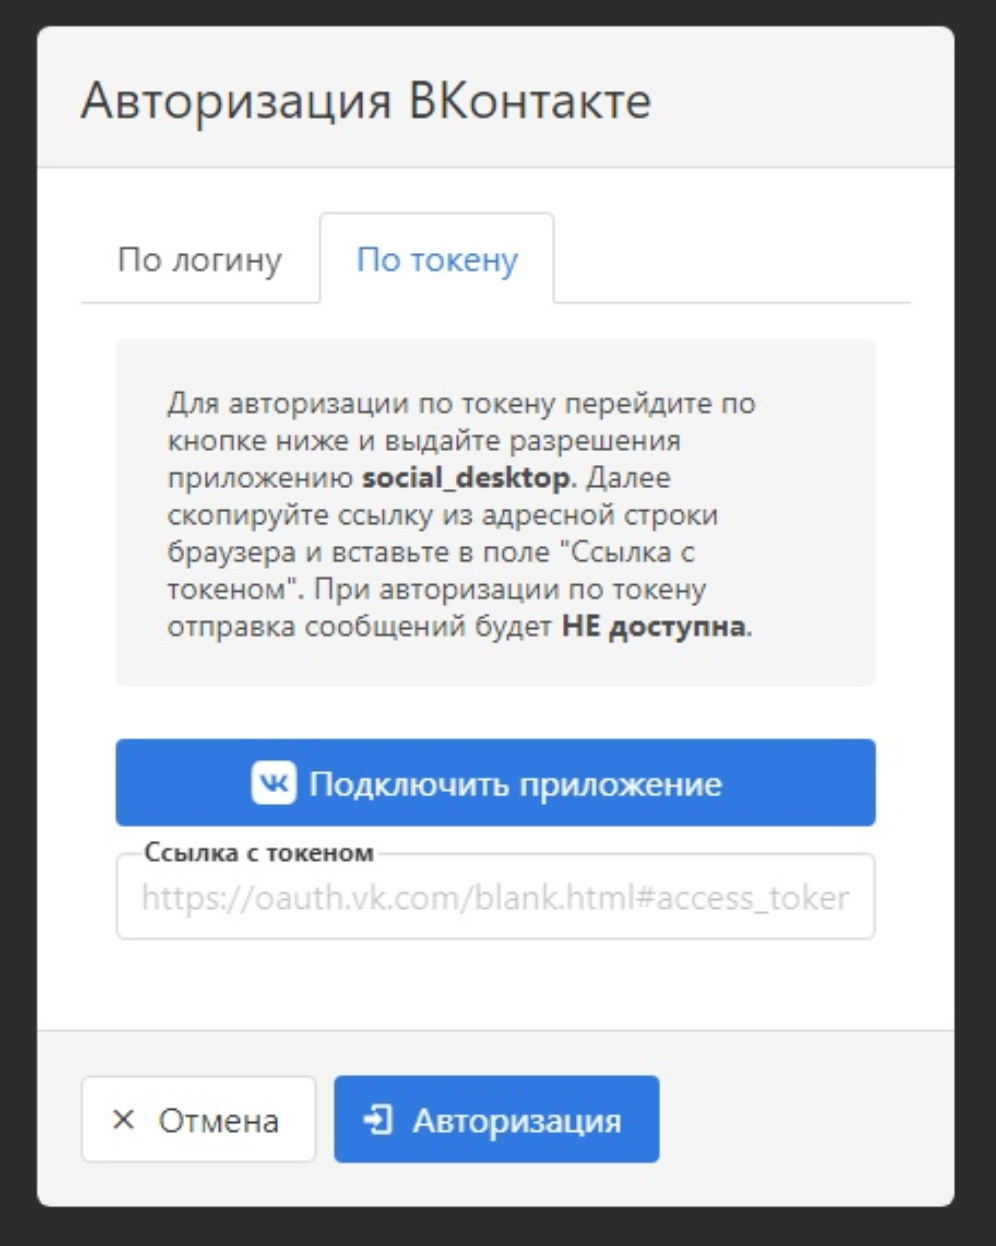 Авторизация ВКонтакте
По логину
По токену
Для авторизации по токену перейдите по
кнопке ниже и выдайте разрешения
приложению social_desktop. Далее
скопируйте ссылку из адресной строки
браузера и вставьте в поле "Ссылка с
токеном". При авторизации по токену
отправка сообщений будет НЕ доступна.
Подключить приложение
Ссылка с токеном
https://oauth.vk.com/blank.html#access_toker
Отмена
Авторизация